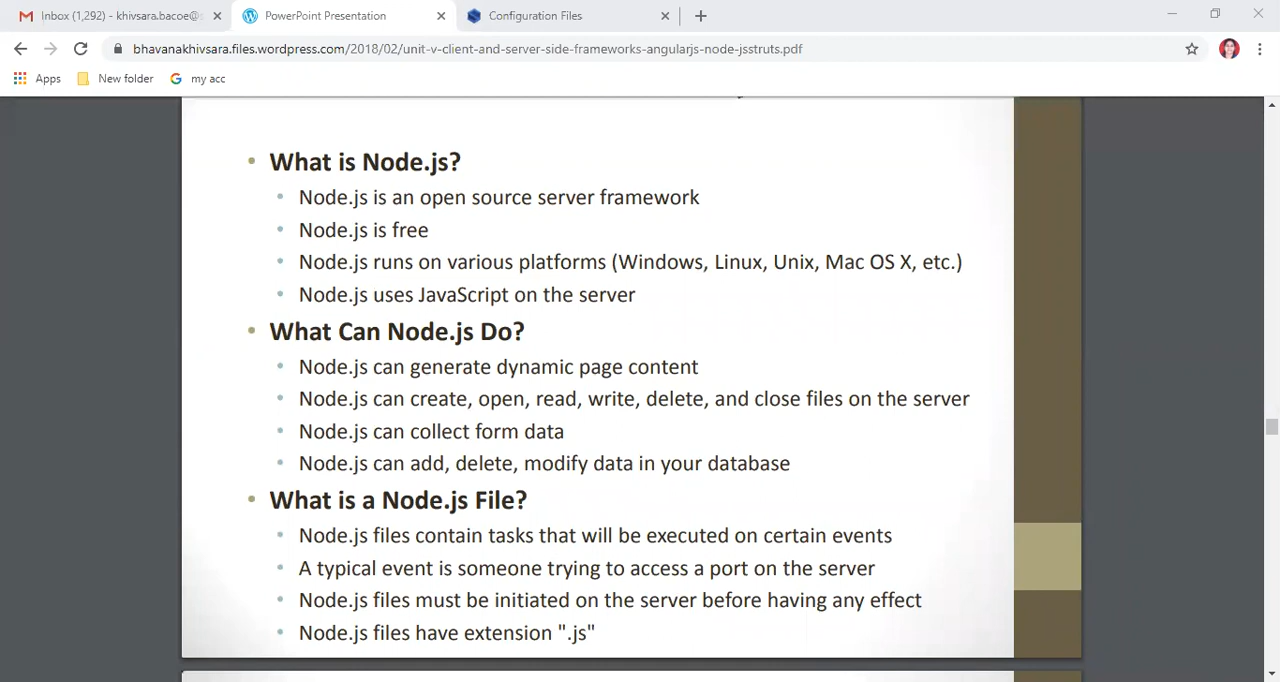 Inbox (1,292) - khivsara.bacoe@s
PowerPoint Presentation
Configuration Files
bhavanakhivsara.files.wordpress.com/2018/02/unit-v-client-and-server-side-frameworks-angularjs-node-jsstruts.pdf
Apps
New folder
my acc
• What is Node.js?
• Node.js is an open source server framework
• Node.js is free
• Node.js runs on various platforms (Windows, Linux, Unix, Mac OS X, etc.)
• Node.js uses JavaScript on the server
• What Can Node.js Do?
• Node.js can generate dynamic page content
• Node.js can create, open, read, write, delete, and close files on the server
• Node.js can collect form data
• Node.js can add, delete, modify data in your database
• What is a Node.js File?
• Node.js files contain tasks that will be executed on certain events
• A typical event is someone trying to access a port on the server
• Node.js files must be initiated on the server before having any effect
• Node.js files have extension ".js"